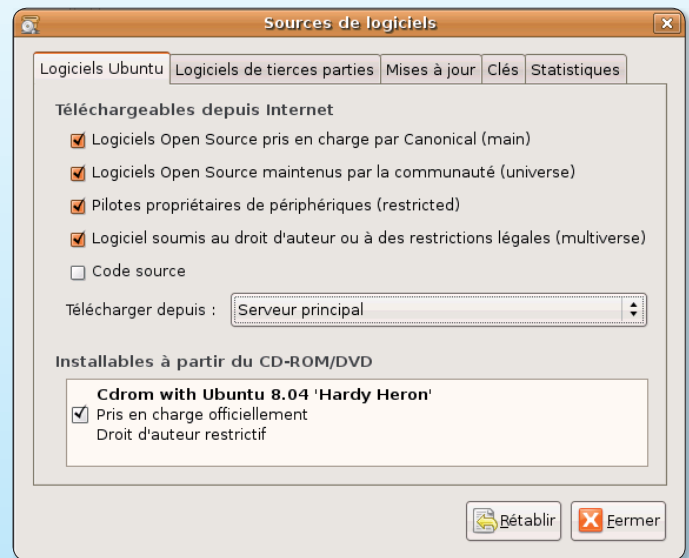 Sources de logiciels
Logiciels Ubuntu
Logiciels de tierces parties
Mises à jour
Clés
Statistiques
Téléchargeables depuis Internet
Logiciels Open Source pris en charge par Canonical (main)
Logiciels Open Source maintenus par la communauté (universe)
Pilotes propriétaires de périphériques (restricted)
Logiciel soumis au droit d'auteur ou à des restrictions légales (multiverse)
Code source
Télécharger depuis : Serveur principal
Installables à partir du CD-ROM/DVD
Cdrom with Ubuntu 8.04 'Hardy Heron'
Pris en charge officiellement
Droit d'auteur restrictif
Rétablir
Fermer